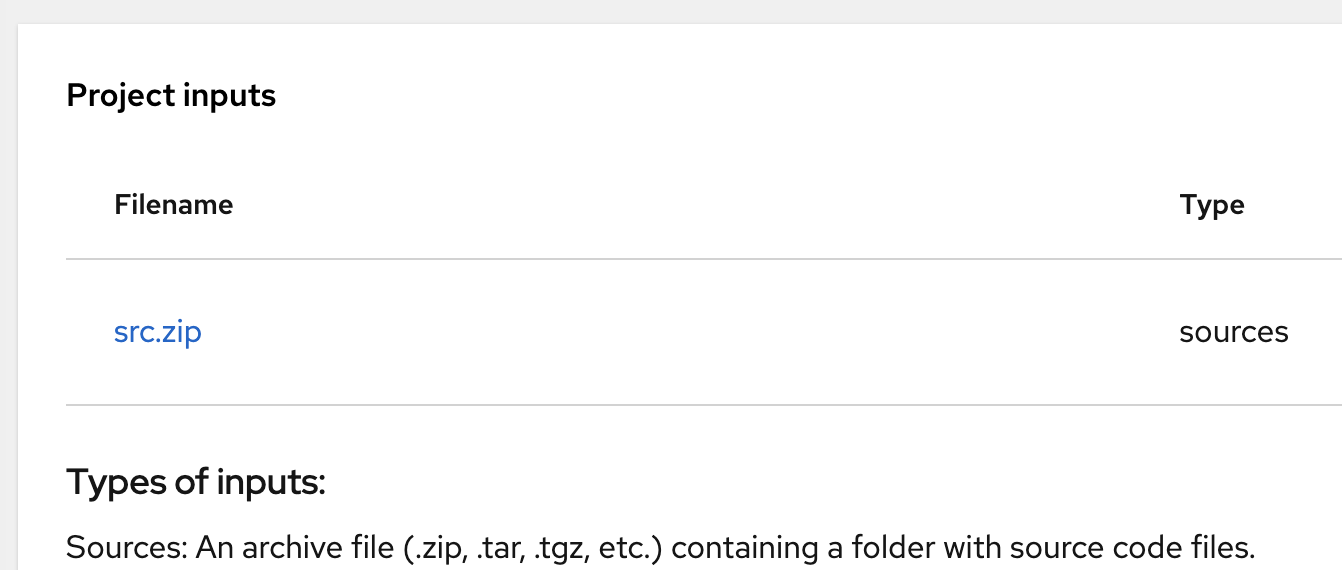 Project inputs
Filename Type
src.zip sources
Types of inputs:
Sources: An archive file (.zip, .tar, .tgz, etc.) containing a folder with source code files.